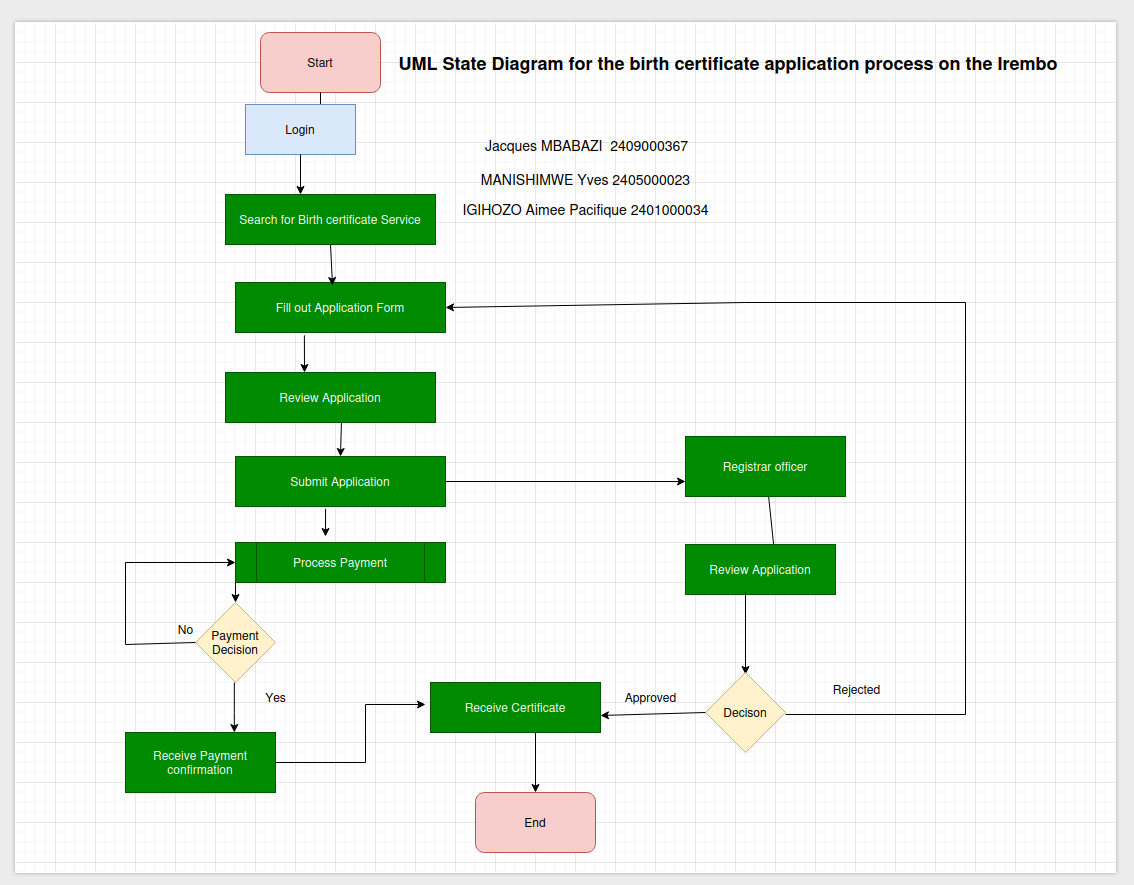 Start
UML State Diagram for the birth certificate application process on the Irembo
Login
Jacques MBABAZI  2409000367
MANISHIMWE Yves 2405000023
IGIHOZO Aimee Pacifique 2401000034
Search for Birth certificate Service
Fill out Application Form
Review Application
Submit Application
Registrar officer
Process Payment
Review Application
No
Payment
Decision
Yes
Approved
Rejected
Receive Certificate
Decison
Receive Payment
confirmation
End